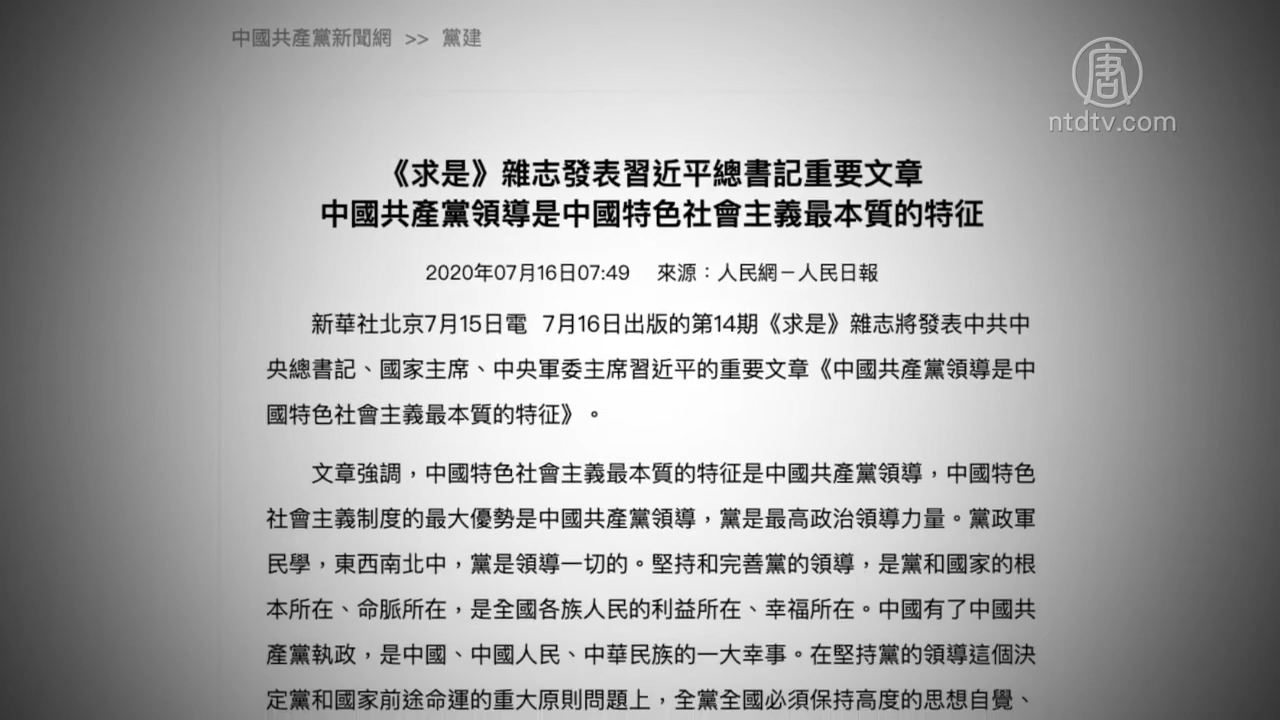 中國共產黨新聞網 >> 黨建
唐
ntdtv.com
《求是》雜志發表習近平總書記重要文章
中國共產黨領導是中國特色社會主義最本質的特征
2020年07月16日07:49 來源：人民網－人民日報
新華社北京7月15日電 7月16日出版的第14期《求是》雜志將發表中共中
央總書記、國家主席、中央軍委主席習近平的重要文章《中國共產黨領導是中
國特色社會主義最本質的特征》。
文章強調，中國特色社會主義最本質的特征是中國共產黨領導，中國特色
社會主義制度的最大優勢是中國共產黨領導，黨是最高政治領導力量。黨政軍
民學，東西南北中，黨是領導一切的。堅持和完善黨的領導，是黨和國家的根
本所在、命脈所在，是全國各族人民的利益所在、幸福所在。中國有了中國共
產黨執政，是中國、中國人民、中華民族的一大幸事。在堅持黨的領導這個決
定黨和國家前途命運的重大原則問題上，全黨全國必須保持高度的思想自覺、